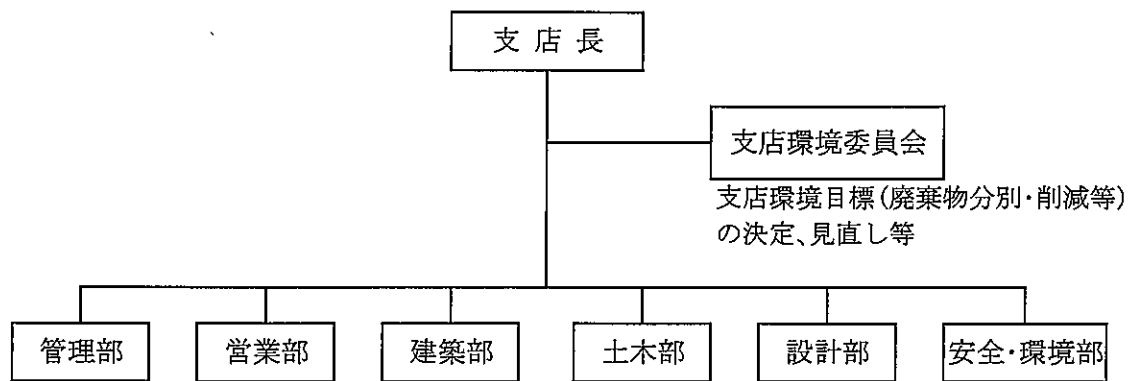 支店長
支店環境委員会
支店環境目標(廃棄物分別・削減等)
の決定、見直し等
管理部
営業部
建築部
土木部
設計部
安全・環境部